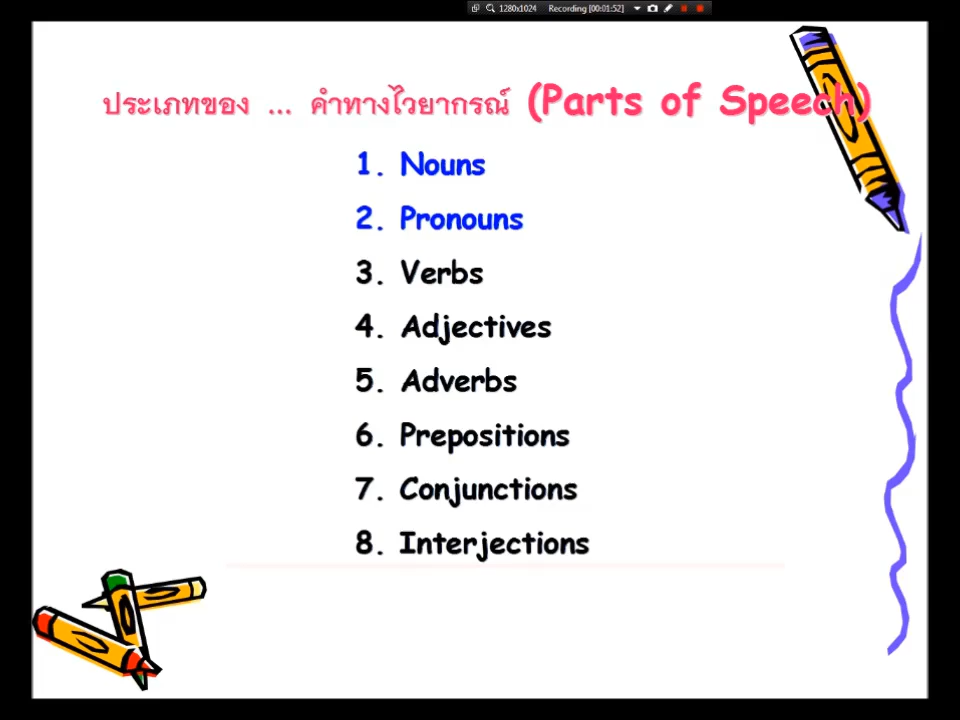 1280x1024 Recording [00:01:52]
ประเภทของ ... คำทางไวยากรณ์ (Parts of Speech)
1. Nouns
2. Pronouns
3. Verbs
4. Adjectives
5. Adverbs
6. Prepositions
7. Conjunctions
8. Interjections